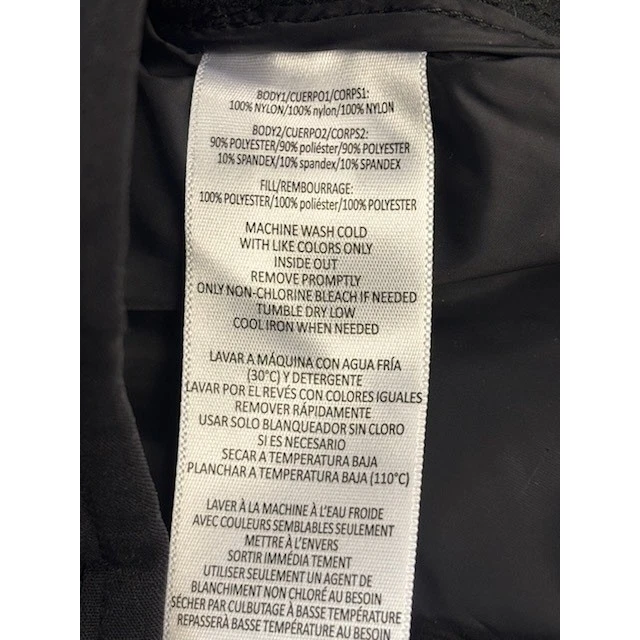 BODY1/CUERPO1/CORPS1:
100% NYLON/100% nylon/100% NYLON
BODY2/CUERPO2/CORPS2:
90% POLYESTER/90% poliéster/90% POLYESTER
10% SPANDEX/10% spandex/10% SPANDEX
FILL/REMBOURRAGE:
100% POLYESTER/100% poliéster/100% POLYESTER
MACHINE WASH COLD
WITH LIKE COLORS ONLY
INSIDE OUT
REMOVE PROMPTLY
ONLY NON-CHLORINE BLEACH IF NEEDED
TUMBLE DRY LOW
COOL IRON WHEN NEEDED
LAVAR A MÁQUINA CON AGUA FRÍA
(30°C) Y DETERGENTE
LAVAR POR EL REVÉS CON COLORES IGUALES
REMOVER RÁPIDAMENTE
USAR SOLO BLANQUEADOR SIN CLORO
SI ES NECESARIO
SECAR A TEMPERATURA BAJA
PLANCHAR A TEMPERATURA BAJA (110°C)
LAVER À LA MACHINE À L'EAU FROIDE
AVEC COULEURS SEMBLABLES SEULEMENT
METTRE À L'ENVERS
SORTIR IMMÉDIA TEMENT
UTILISER SEULEMENT UN AGENT DE
BLANCHIMENT NON CHLORÉ AU BESOIN
SÉCHER PAR CULBUTAGE À BASSE TEMPÉRATURE
REPASSER À BASSE TEMPÉRATURE AU BESOIN